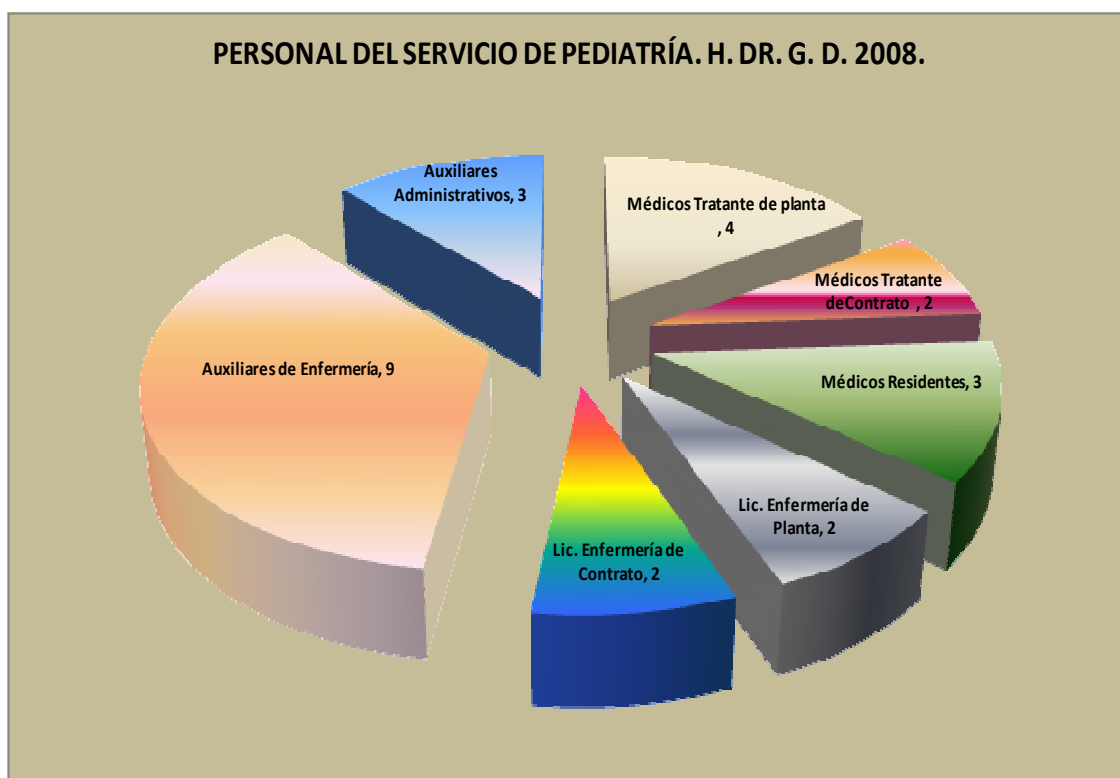 PERSONAL DEL SERVICIO DE PEDIATRÍA. H. DR. G. D. 2008.
Auxiliares
Administrativos, 3
Médicos Tratante de planta
, 4
Médicos Tratante
deContrato , 2
Médicos Residentes, 3
Lic. Enfermería de
Planta, 2
Lic. Enfermería de
Contrato, 2
Auxiliares de Enfermería, 9